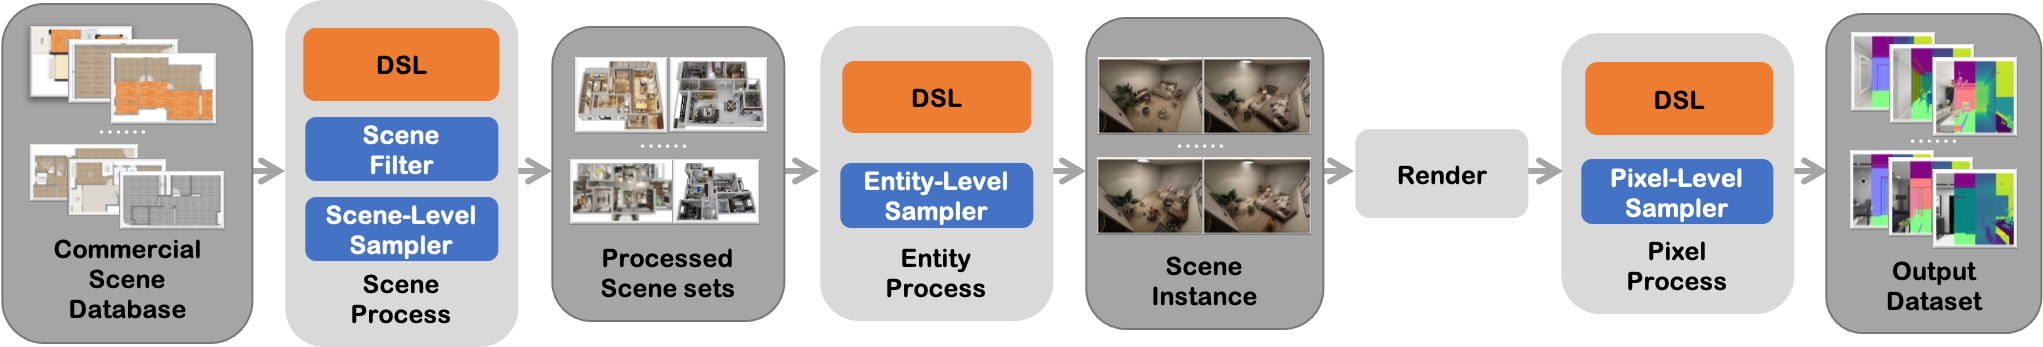 Commercial
Scene
Database
DSL
Scene
Filter
Scene-Level
Sampler
Scene
Process
Processed
Scene sets
DSL
Entity-Level
Sampler
Entity
Process
Scene
Instance
Render
DSL
Pixel-Level
Sampler
Pixel
Process
Output
Dataset